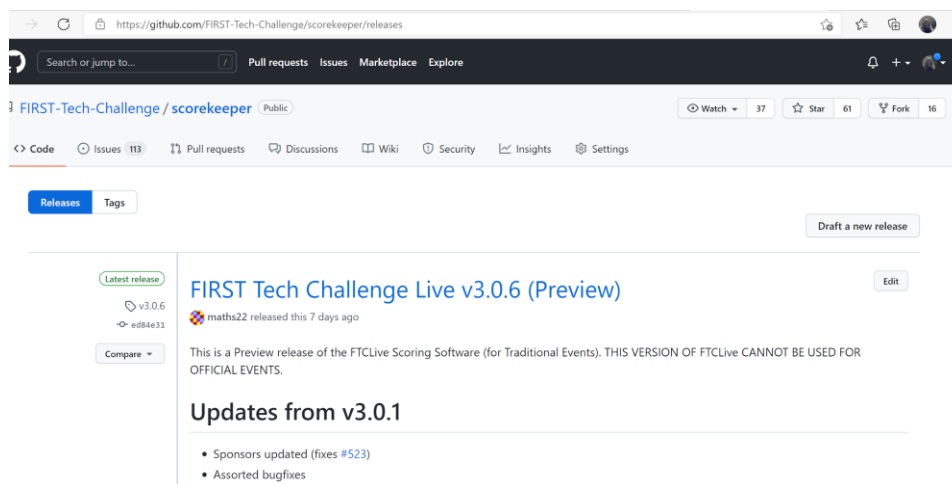 https://github.com/FIRST-Tech-Challenge/scorekeeper/releases
Search or jump to... / Pull requests Issues Marketplace Explore
FIRST-Tech-Challenge / scorekeeper Public Watch 37 Star 61 Fork 16
Code Issues 113 Pull requests Discussions Wiki Security Insights Settings
Releases Tags
Draft a new release
Latest release
v3.0.6
ed84e31
Compare
FIRST Tech Challenge Live v3.0.6 (Preview) Edit
maths22 released this 7 days ago
This is a Preview release of the FTCLive Scoring Software (for Traditional Events). THIS VERSION OF FTCLive CANNOT BE USED FOR
OFFICIAL EVENTS.
Updates from v3.0.1
• Sponsors updated (fixes #523)
• Assorted bugfixes